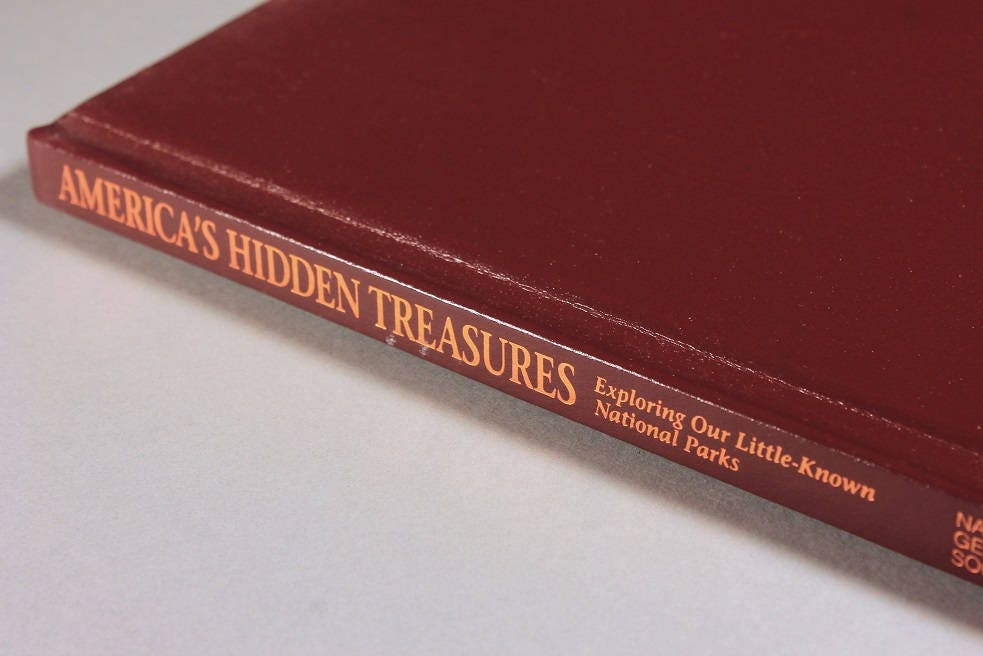 AMERICA'S HIDDEN TREASURES
Exploring Our Little-Known
National Parks